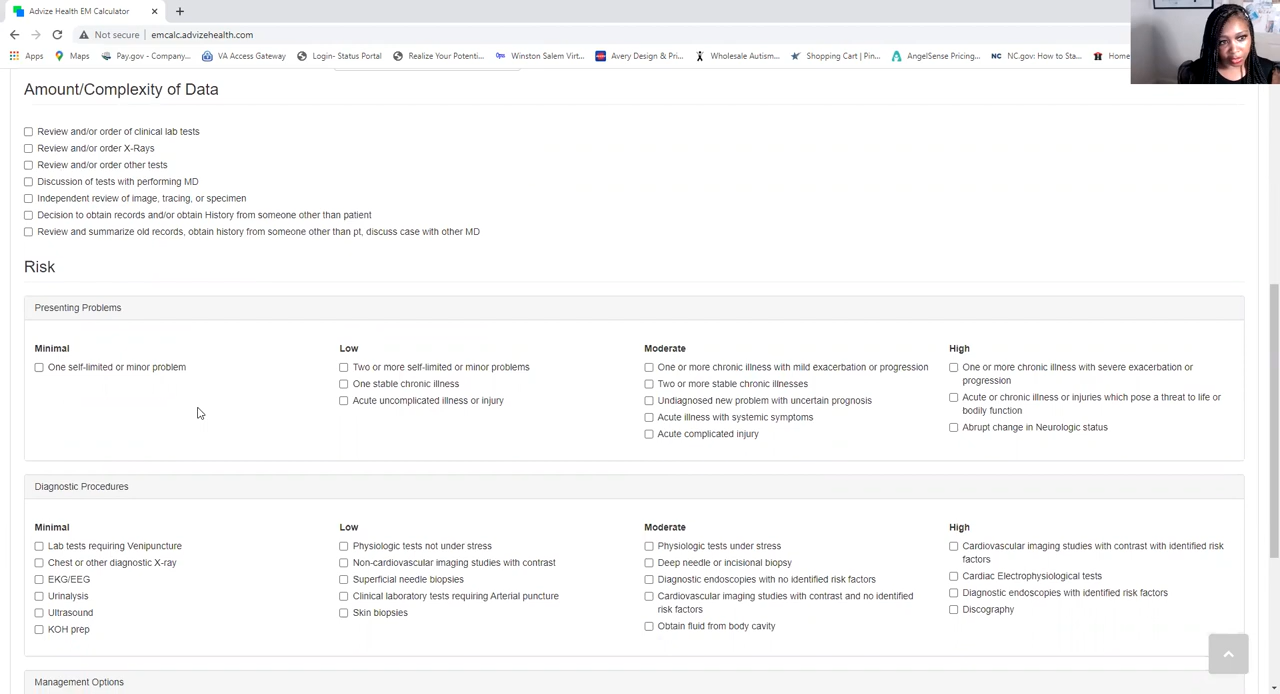 Advize Health EM Calculator
Not secure | emcalc.advizehealth.com
Apps Maps Pay.gov - Company... VA Access Gateway Login- Status Portal Realize Your Potenti... Winston Salem Virt... Avery Design & Pri... Wholesale Autism... Shopping Cart | Pin... AngelSense Pricing... NC NC.gov: How to Sta... Home
Amount/Complexity of Data
Review and/or order of clinical lab tests
Review and/or order X-Rays
Review and/or order other tests
Discussion of tests with performing MD
Independent review of image, tracing, or specimen
Decision to obtain records and/or obtain History from someone other than patient
Review and summarize old records, obtain history from someone other than pt, discuss case with other MD
Risk
Presenting Problems
Minimal Low Moderate High
One self-limited or minor problem
Two or more self-limited or minor problems
One stable chronic illness
Acute uncomplicated illness or injury
One or more chronic illness with mild exacerbation or progression
Two or more stable chronic illnesses
Undiagnosed new problem with uncertain prognosis
Acute illness with systemic symptoms
Acute complicated injury
One or more chronic illness with severe exacerbation or
progression
Acute or chronic illness or injuries which pose a threat to life or
bodily function
Abrupt change in Neurologic status
Diagnostic Procedures
Minimal Low Moderate High
Lab tests requiring Venipuncture
Chest or other diagnostic X-ray
EKG/EEG
Urinalysis
Ultrasound
KOH prep
Physiologic tests not under stress
Non-cardiovascular imaging studies with contrast
Superficial needle biopsies
Clinical laboratory tests requiring Arterial puncture
Skin biopsies
Physiologic tests under stress
Deep needle or incisional biopsy
Diagnostic endoscopies with no identified risk factors
Cardiovascular imaging studies with contrast and no identified
risk factors
Obtain fluid from body cavity
Cardiovascular imaging studies with contrast with identified risk
factors
Cardiac Electrophysiological tests
Diagnostic endoscopies with identified risk factors
Discography
Management Options